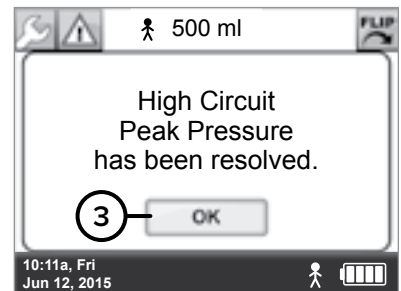 500 ml
FLIP
High Circuit
Peak Pressure
has been resolved.
3
OK
10:11a, Fri
Jun 12, 2015